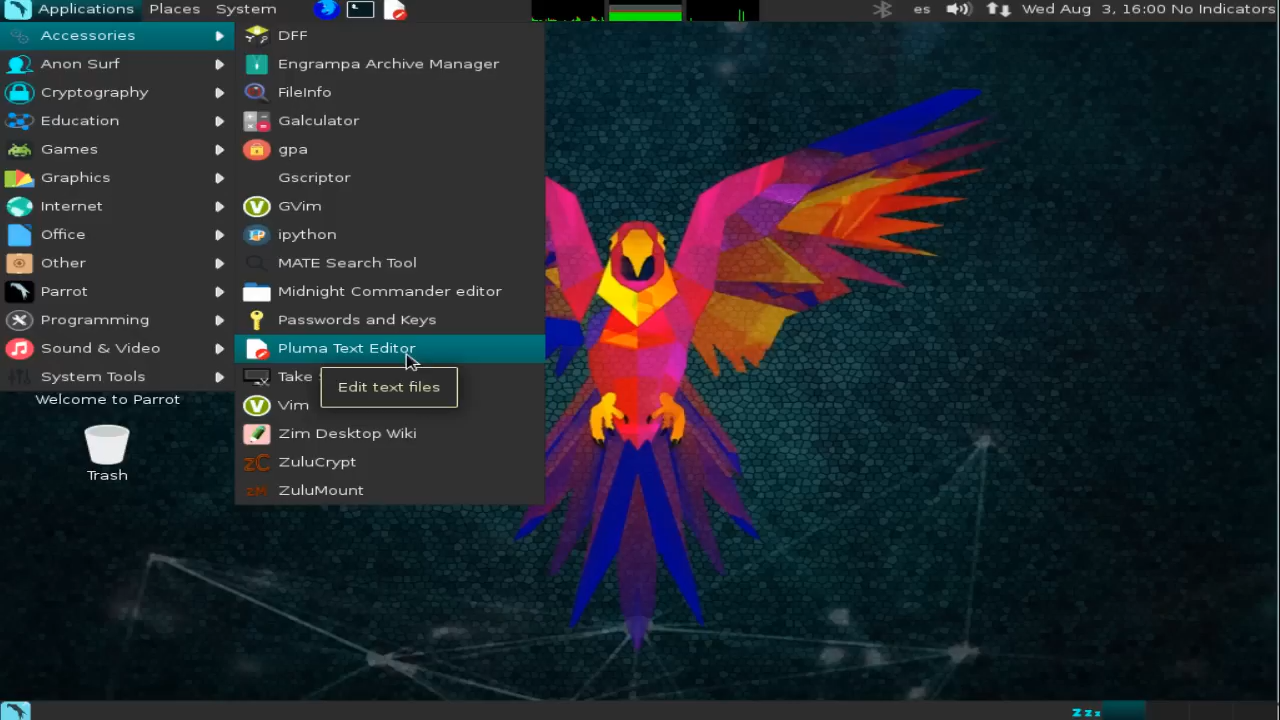 Applications Places System es Wed Aug 3, 16:00 No Indicators
Accessories
Anon Surf
Cryptography
Education
Games
Graphics
Internet
Office
Other
Parrot
Programming
Sound & Video
System Tools
DFF
Engrampa Archive Manager
FileInfo
Galculator
gpa
Gscriptor
GVim
ipython
MATE Search Tool
Midnight Commander editor
Passwords and Keys
Pluma Text Editor
Take
Edit text files
Vim
Zim Desktop Wiki
zC ZuluCrypt
zM ZuluMount
Welcome to Parrot
Trash
Zzz